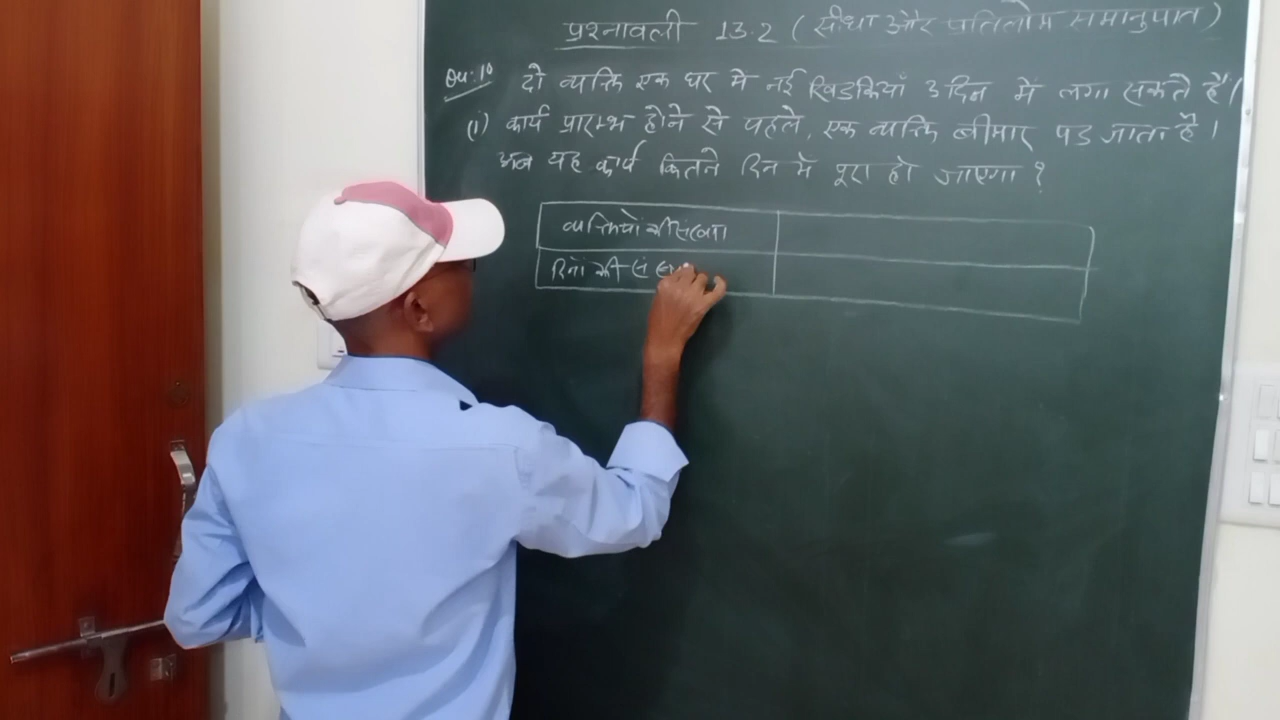 प्रश्नावली 13.2 (सीधा और प्रतिलोम समानुपात)
Qu:10 दो व्यक्ति एक घर मे नई खिडकियाँ 3 दिन में लगा सकते हैं।
(i) कार्य प्रारम्भ होने से पहले, एक व्यक्ति बीमार पड जाता है।
अब यह कार्य कितने दिन मे पूरा हो जाएगा ?
व्यक्तियों की संख्या
दिनों की सं